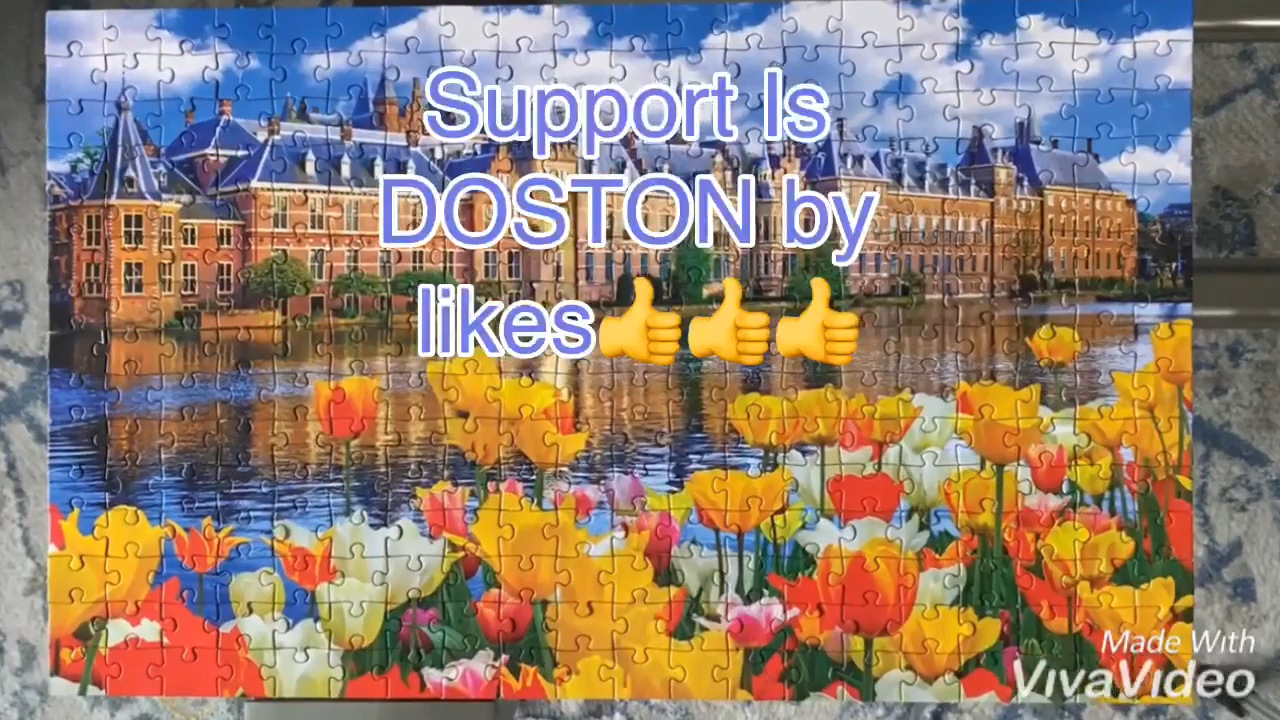 Support Is
DOSTON by
likes👍👍👍
Made With
VivaVideo